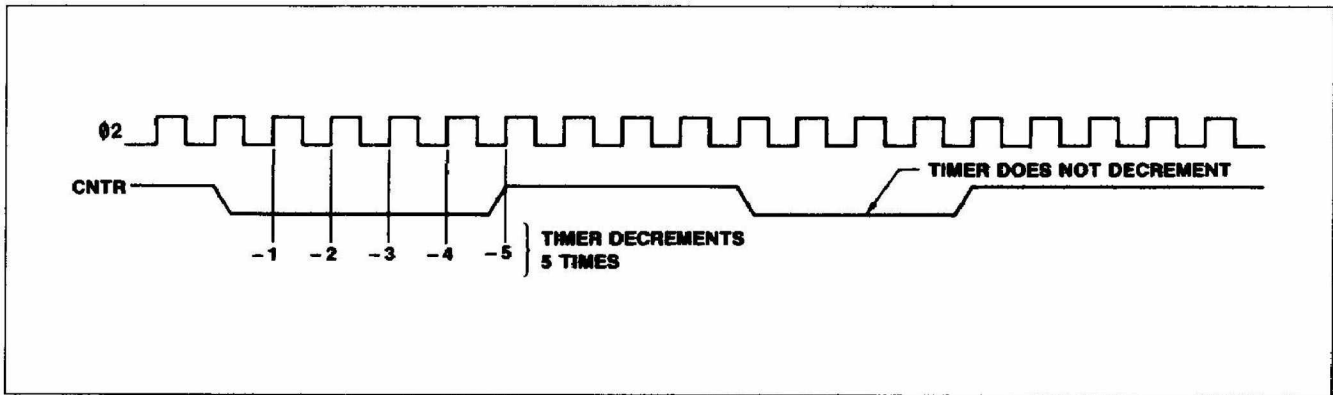 ϕ2
CNTR
TIMER DOES NOT DECREMENT
-1 -2 -3 -4 -5
TIMER DECREMENTS
5 TIMES